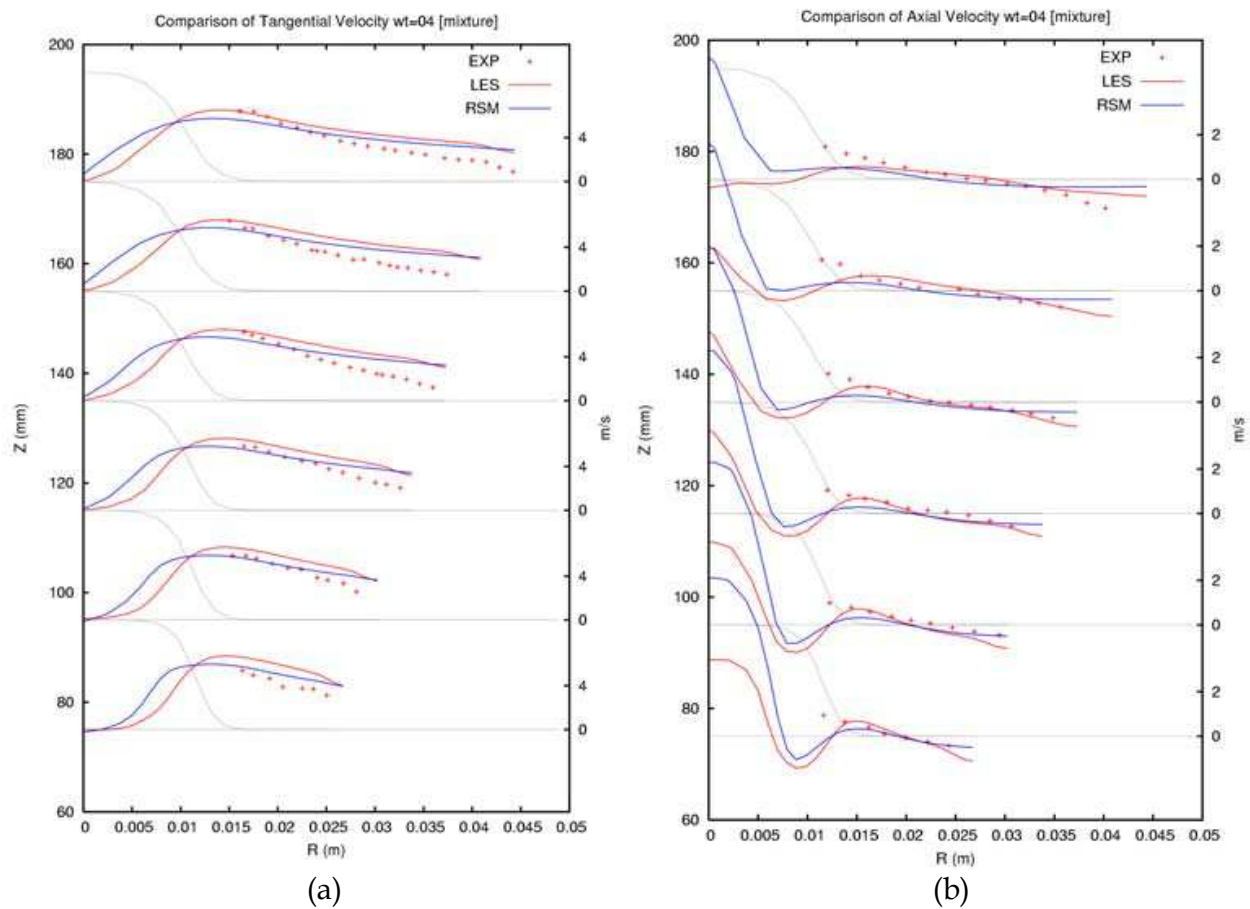 Comparison of Tangential Velocity wt=04 [mixture]
200
180
160
140
120
100
80
60
Z (mm)
EXP
LES
RSM
4
0
4
0
4
0
4
0
4
0
4
0
m/s
0 0.005 0.01 0.015 0.02 0.025 0.03 0.035 0.04 0.045 0.05
R (m)
(a)
Comparison of Axial Velocity wt=04 [mixture]
200
180
160
140
120
100
80
60
Z (mm)
EXP
LES
RSM
2
0
2
0
2
0
2
0
2
0
2
0
m/s
0 0.005 0.01 0.015 0.02 0.025 0.03 0.035 0.04 0.045 0.05
R (m)
(b)